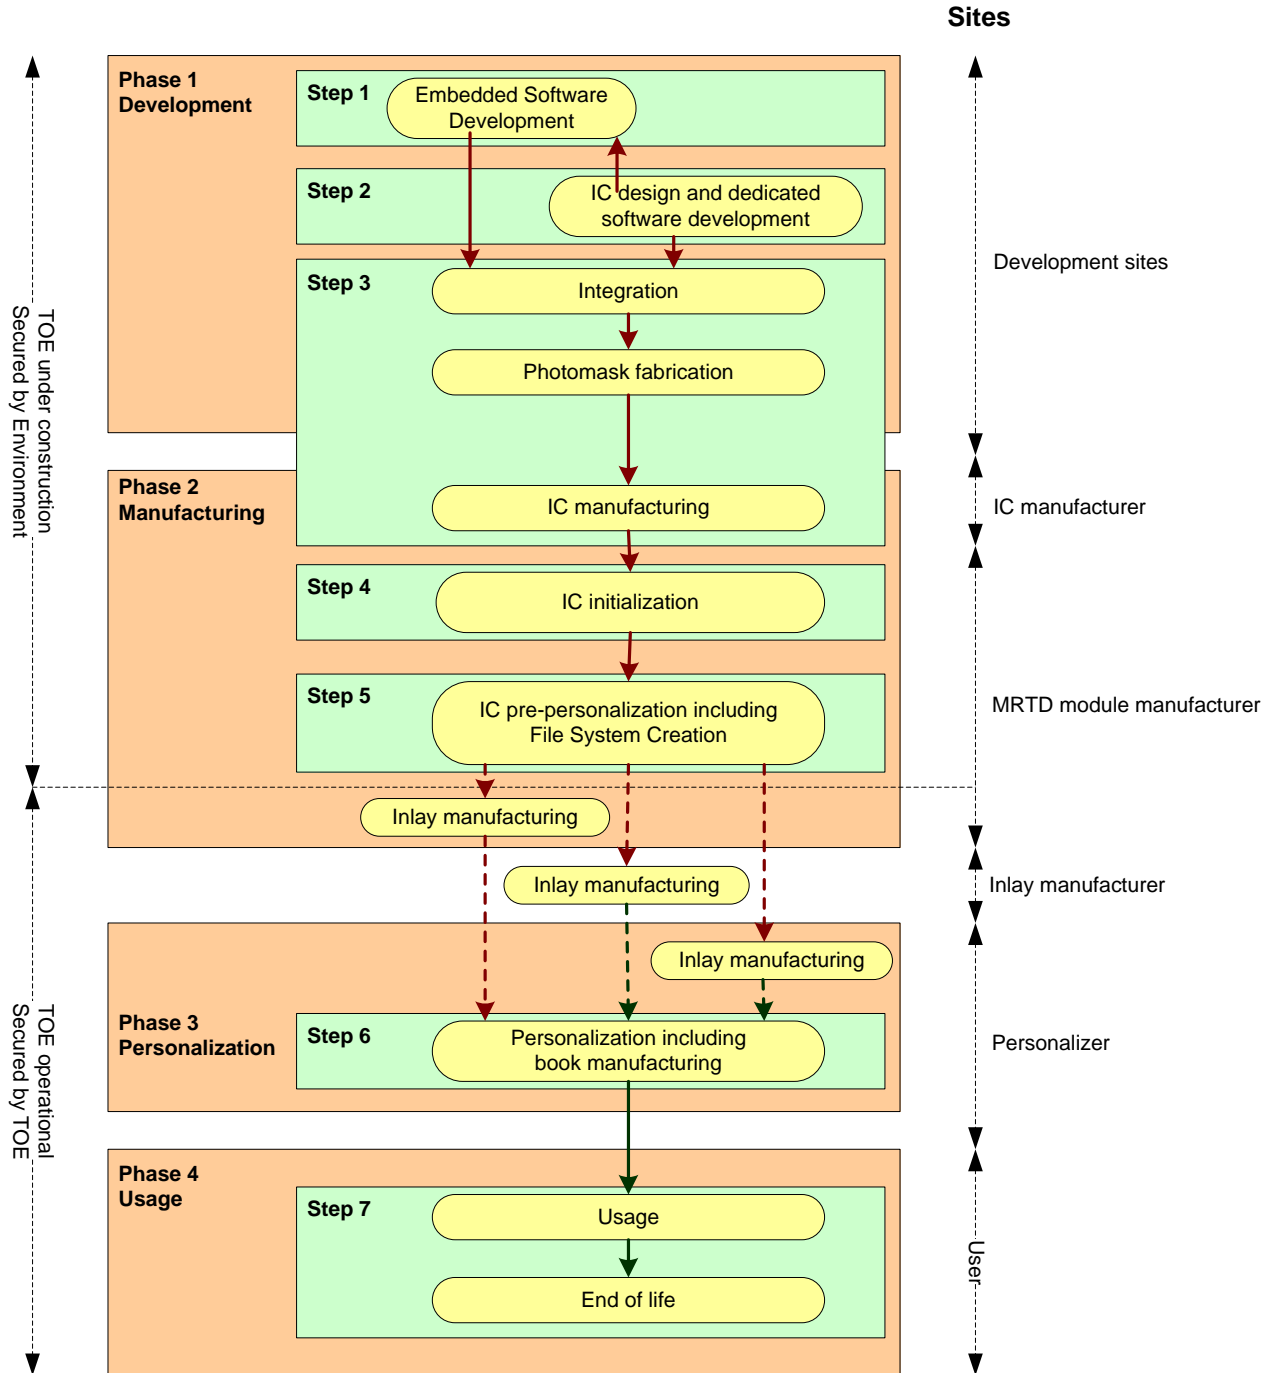 Sites
Phase 1
Development
Step 1
Embedded Software
Development
Step 2
IC design and dedicated
software development
Step 3
Integration
Photomask fabrication
Development sites
TOE under construction
Secured by Environment
Phase 2
Manufacturing
IC manufacturing
IC manufacturer
Step 4
IC initialization
Step 5
IC pre-personalization including
File System Creation
MRTD module manufacturer
Inlay manufacturing
Inlay manufacturing
Inlay manufacturer
Inlay manufacturing
Phase 3
Personalization
Step 6
Personalization including
book manufacturing
Personalizer
TOE operational
Secured by TOE
Phase 4
Usage
Step 7
Usage
End of life
User